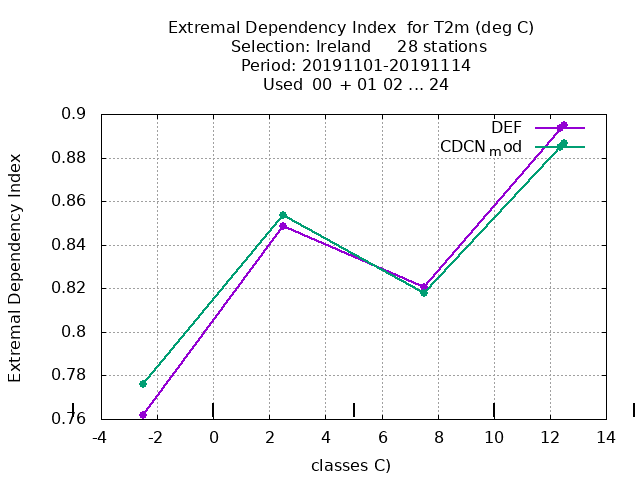 Extremal Dependency Index for T2m (deg C)
Selection: Ireland 28 stations
Period: 20191101-20191114
Used 00 + 01 02 ... 24
Extremal Dependency Index
0.9
0.88
0.86
0.84
0.82
0.8
0.78
0.76
DEF
CDCNmod
-4 -2 0 2 4 6 8 10 12 14
classes C)